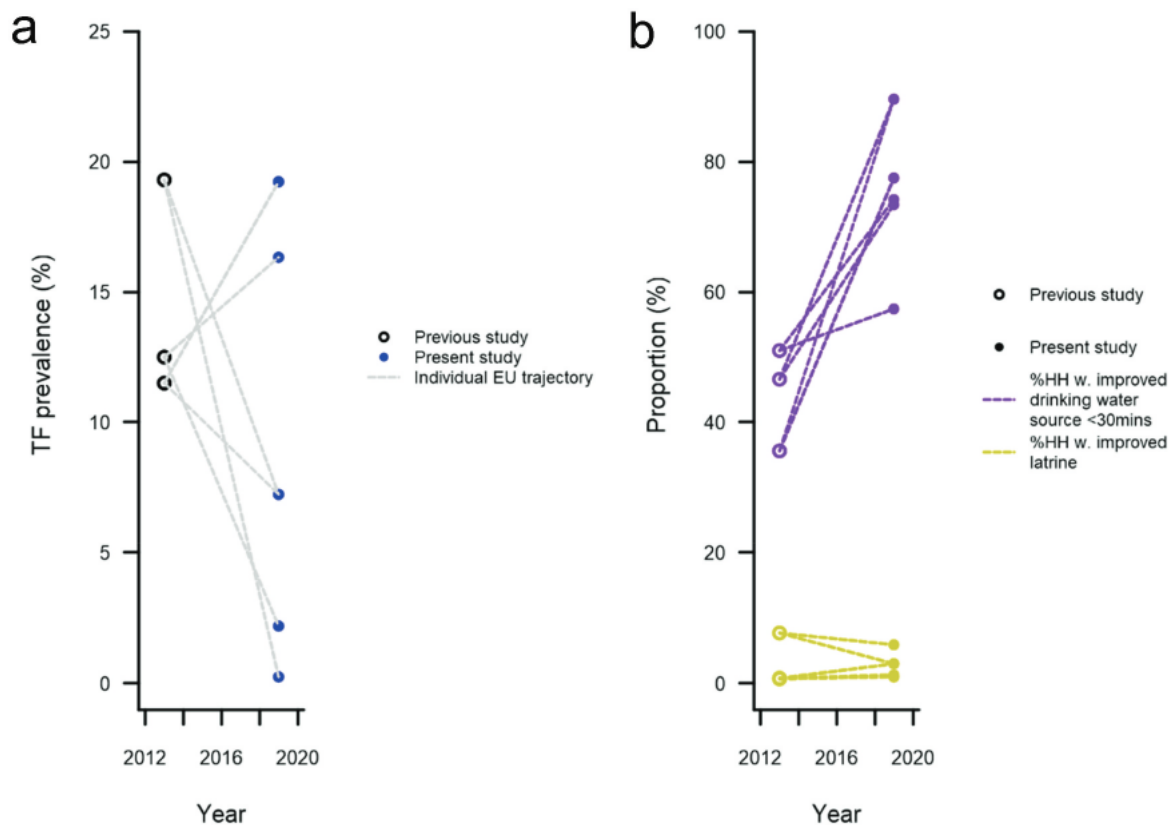 a
25
20
15
10
5
0
TF prevalence (%)
2012
2016
2020
Year
Previous study
Present study
Individual EU trajectory
b
100
80
60
40
20
0
Proportion (%)
2012
2016
2020
Year
Previous study
Present study
%HH w. improved
drinking water
source <30mins
%HH w. improved
latrine